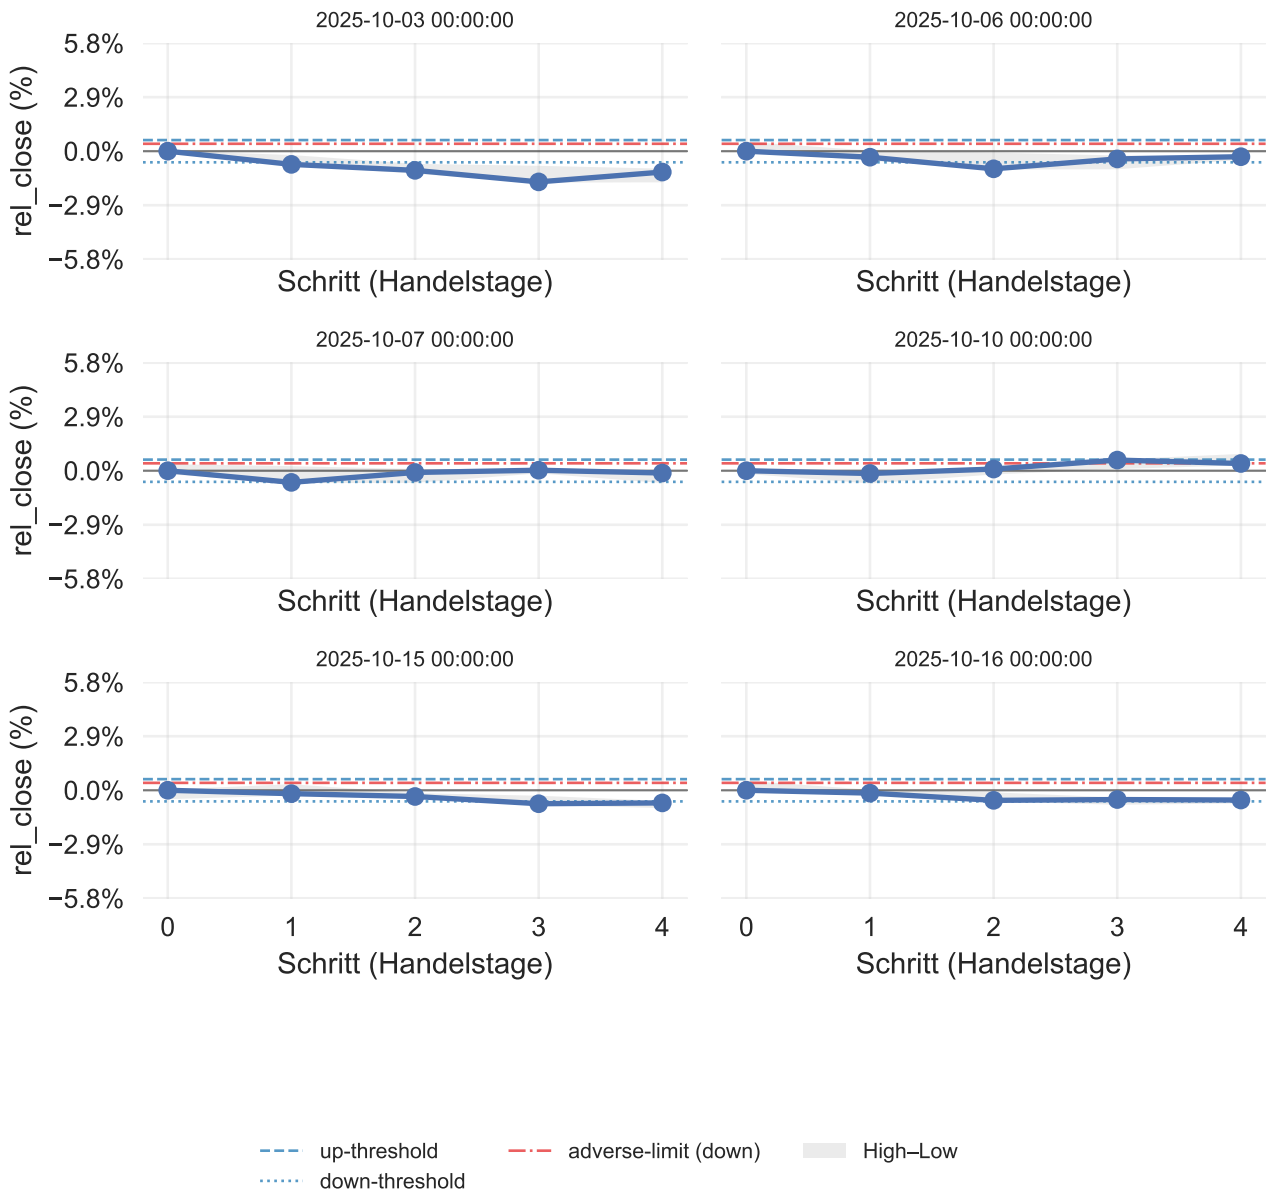 2025-10-03 00:00:00
2025-10-06 00:00:00
rel_close (%)
5.8%
2.9%
0.0%
−2.9%
−5.8%
Schritt (Handelstage)
Schritt (Handelstage)
2025-10-07 00:00:00
2025-10-10 00:00:00
rel_close (%)
5.8%
2.9%
0.0%
−2.9%
−5.8%
Schritt (Handelstage)
Schritt (Handelstage)
2025-10-15 00:00:00
2025-10-16 00:00:00
rel_close (%)
5.8%
2.9%
0.0%
−2.9%
−5.8%
0 1 2 3 4
0 1 2 3 4
Schritt (Handelstage)
Schritt (Handelstage)
up-threshold
adverse-limit (down)
High–Low
down-threshold